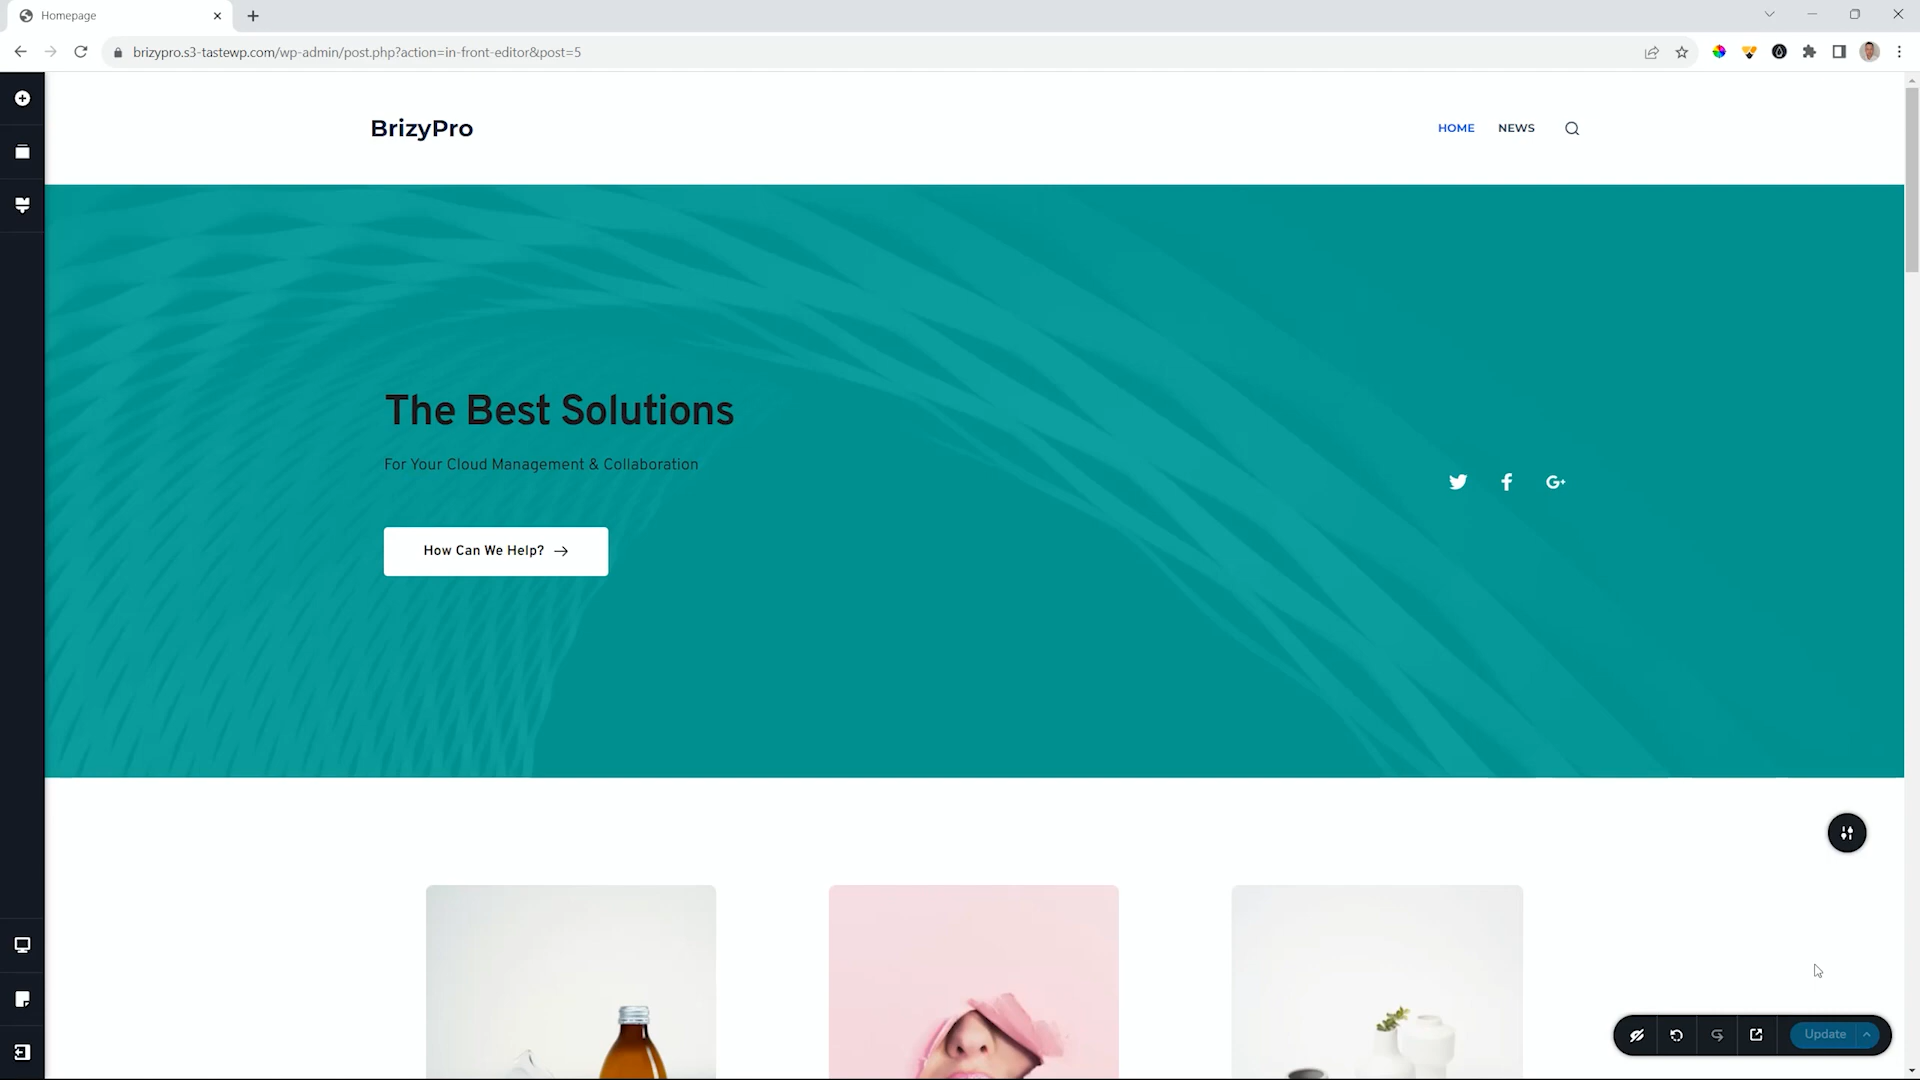 Homepage
brizypro.s3-tastewp.com/wp-admin/post.php?action=in-front-editor&post=5
BrizyPro
HOME NEWS
The Best Solutions
For Your Cloud Management & Collaboration
How Can We Help?
Update